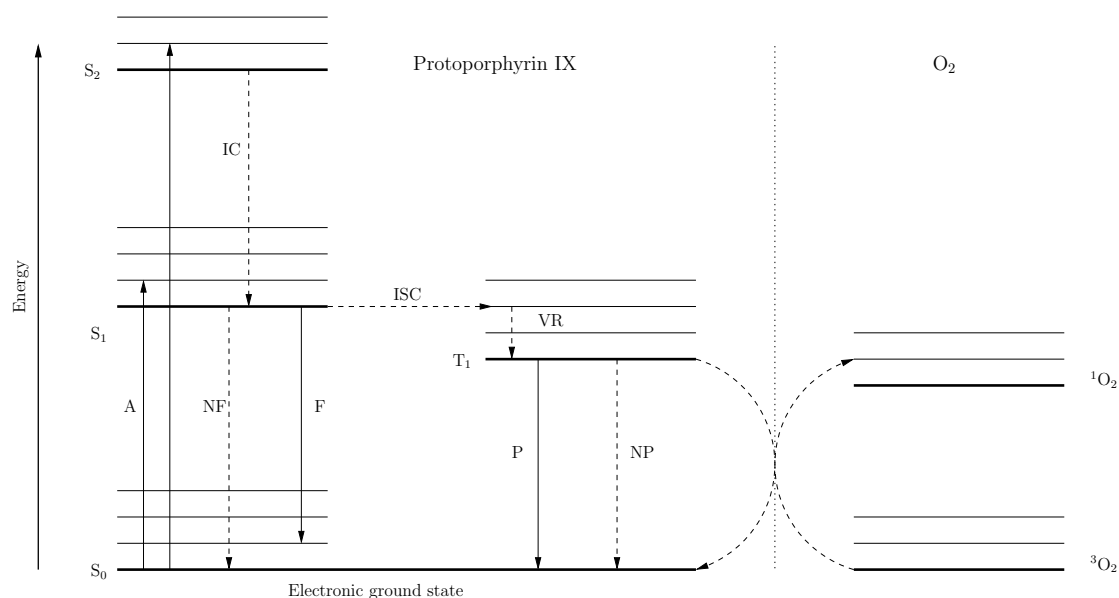 Protoporphyrin IX
O₂
S₂
IC
Energy
ISC
VR
S₁
T₁
¹O₂
A
NF
F
P
NP
S₀
³O₂
Electronic ground state